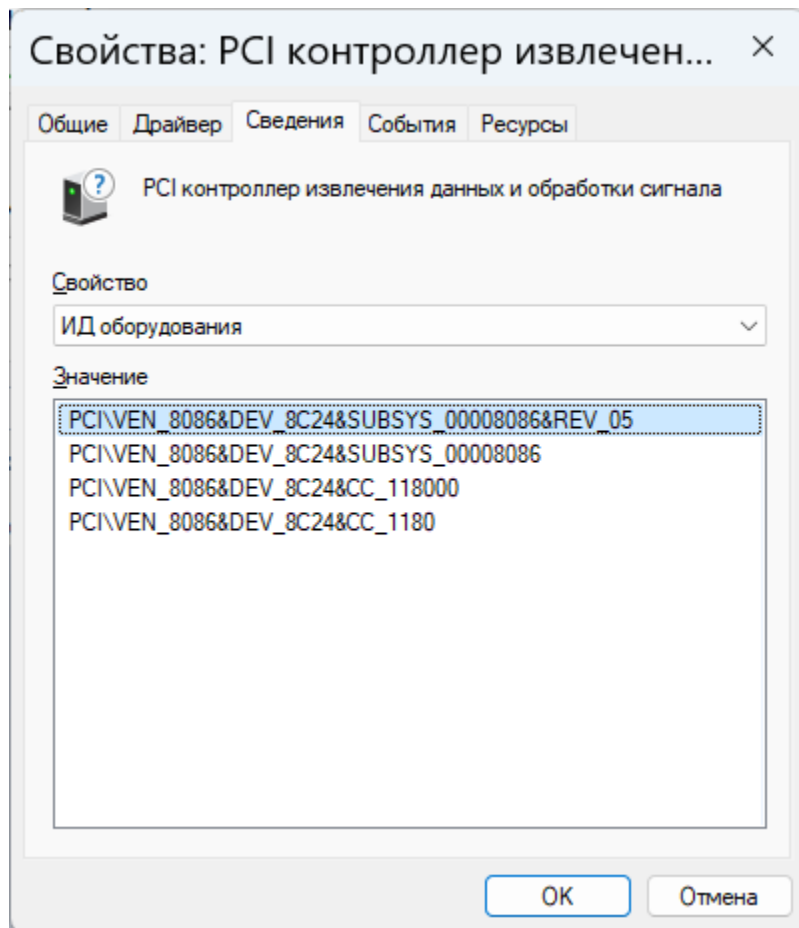 Свойства: PCI контроллер извлечен...
Общие Драйвер Сведения События Ресурсы
PCI контроллер извлечения данных и обработки сигнала
Свойство
ИД оборудования
Значение
PCI\VEN_8086&DEV_8C24&SUBSYS_00008086&REV_05
PCI\VEN_8086&DEV_8C24&SUBSYS_00008086
PCI\VEN_8086&DEV_8C24&CC_118000
PCI\VEN_8086&DEV_8C24&CC_1180
OK Отмена